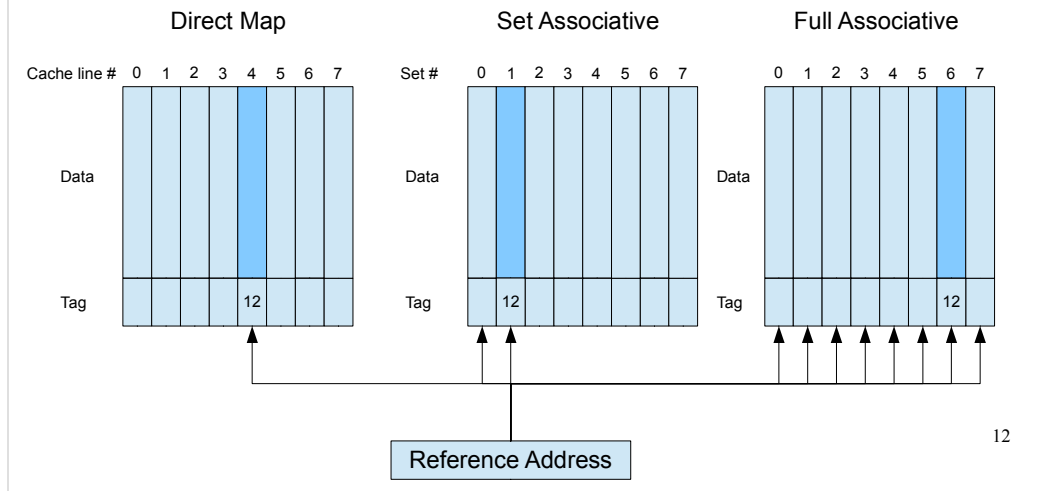 Direct Map Set Associative Full Associative
Cache line # 0 1 2 3 4 5 6 7 Set # 0 1 2 3 4 5 6 7 0 1 2 3 4 5 6 7
Data Data Data
Tag 12 Tag 12 Tag 12
12
Reference Address